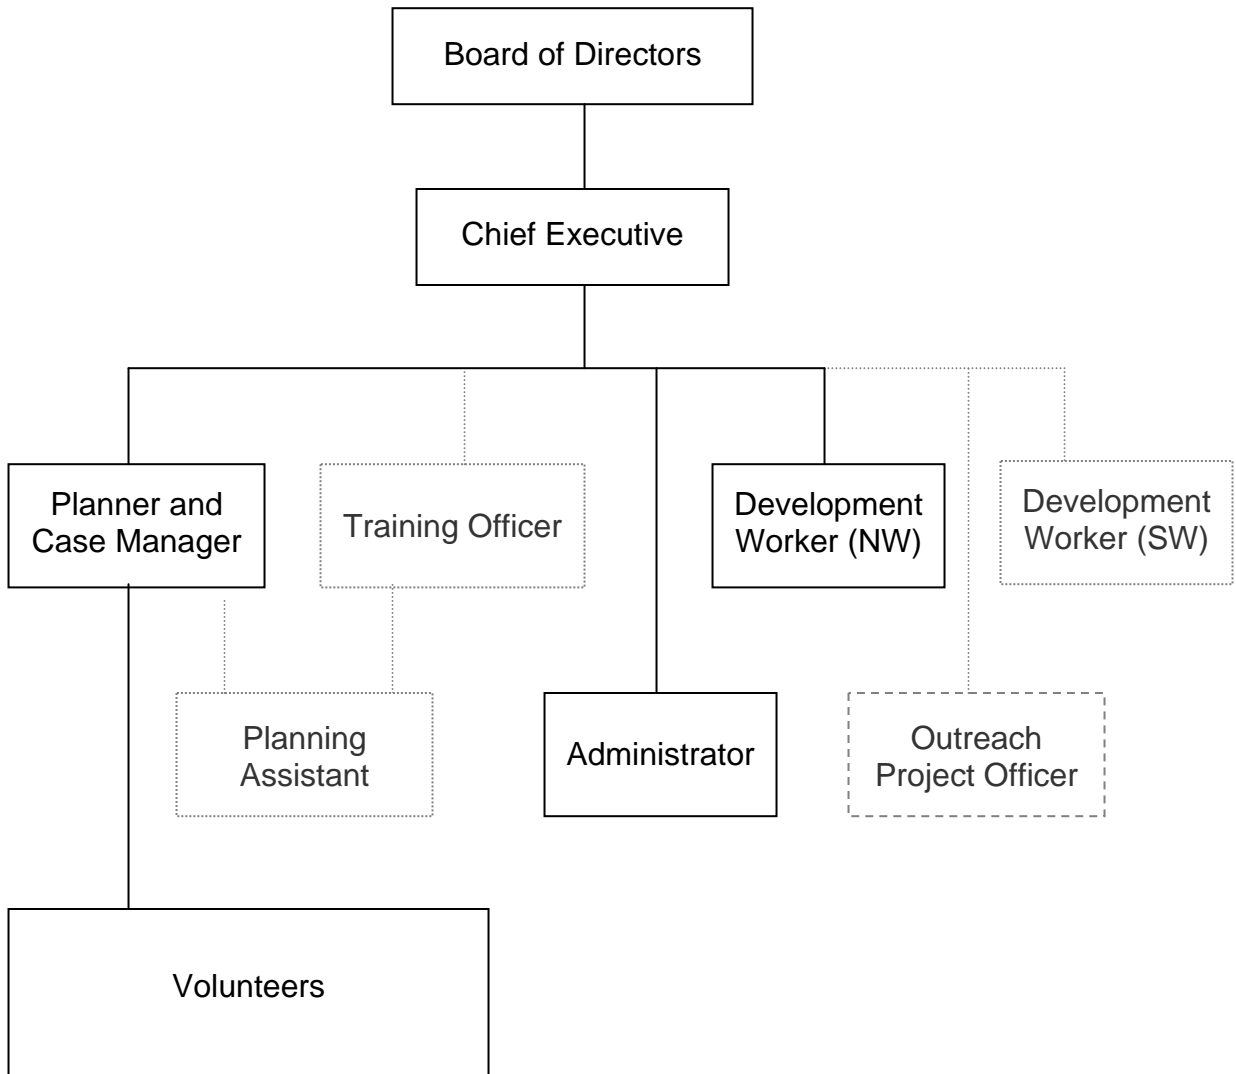 Board of Directors
Chief Executive
Planner and
Case Manager
Training Officer
Development
Worker (NW)
Development
Worker (SW)
Planning
Assistant
Administrator
Outreach
Project Officer
Volunteers